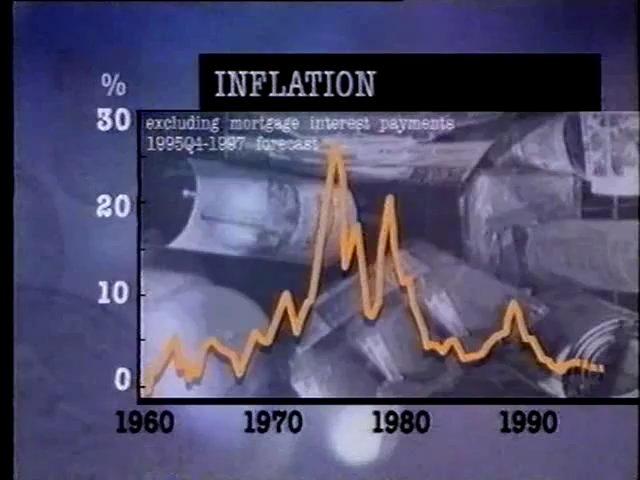 %
INFLATION
30
excluding mortgage interest payments
1995Q4-1997 forecast
20
10
0
1960 1970 1980 1990